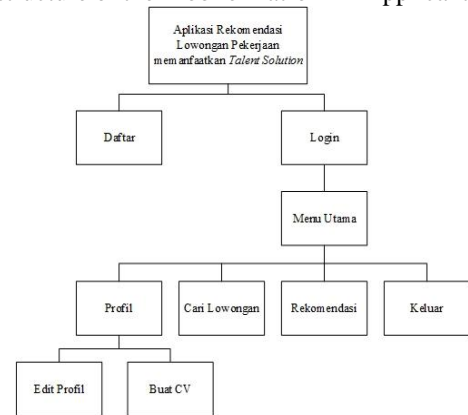 Aplikasi Rekomendasi
Lowongan Pekerjaan
memanfaatkan Talent Solution
Daftar
Login
Menu Utama
Profil
Cari Lowongan
Rekomendasi
Keluar
Edit Profil
Buat CV